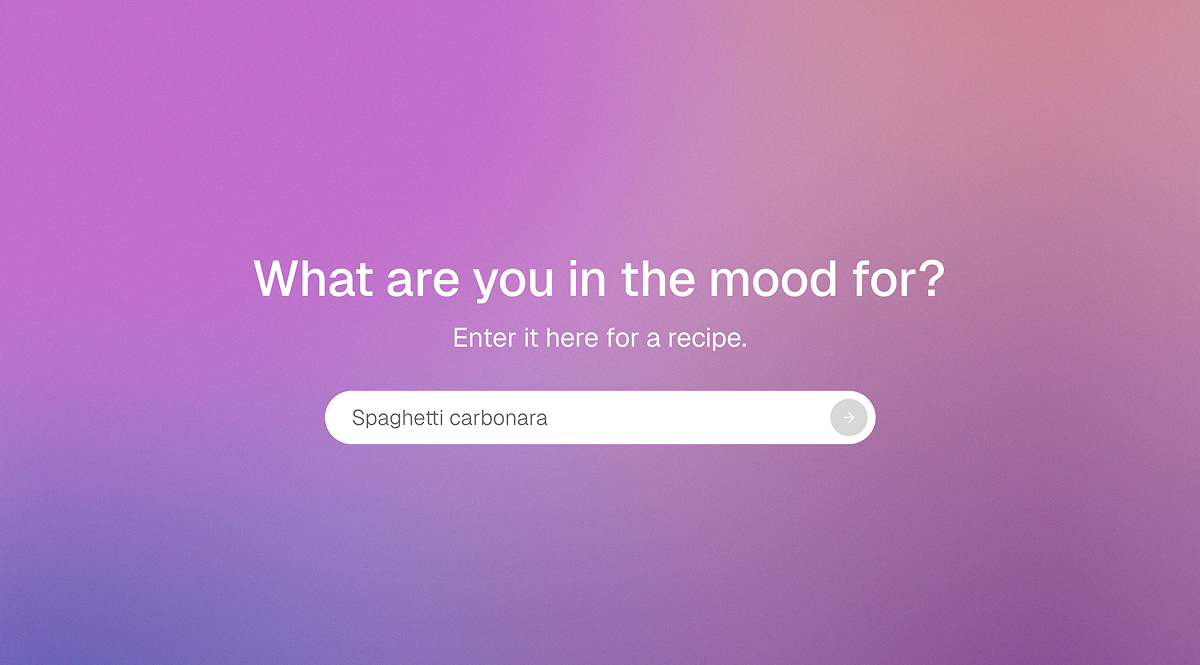 What are you in the mood for?
Enter it here for a recipe.
Spaghetti carbonara